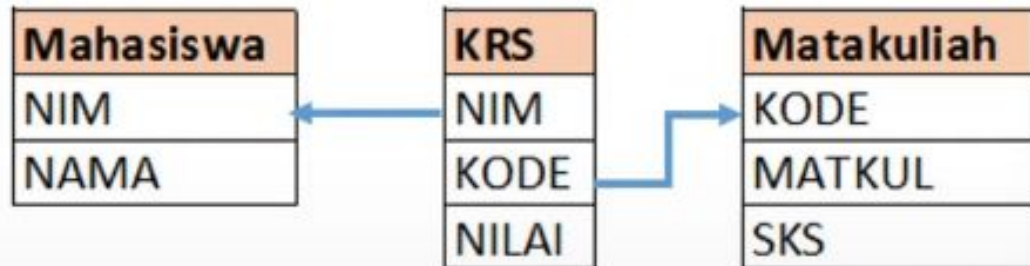 Mahasiswa
NIM
NAMA
KRS
NIM
KODE
NILAI
Matakuliah
KODE
MATKUL
SKS